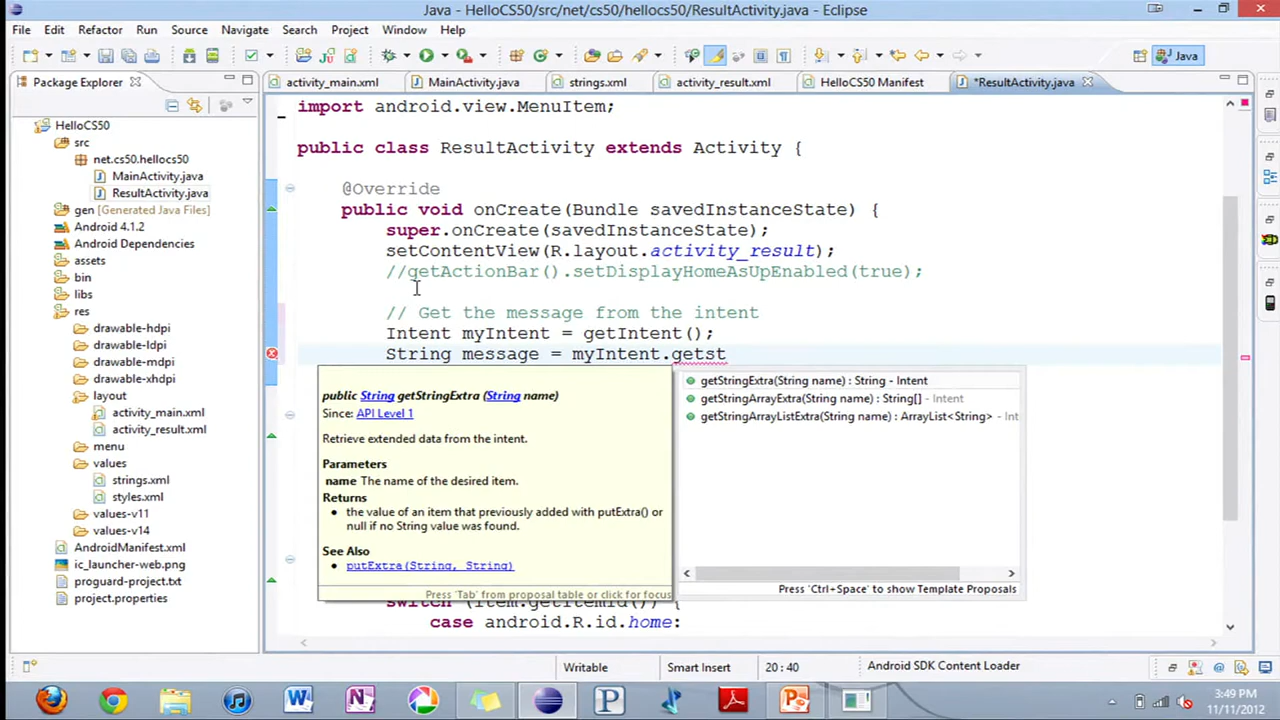 Java - HelloCS50/src/net/cs50/hellocs50/ResultActivity.java - Eclipse
File Edit Refactor Run Source Navigate Search Project Window Help
Java
Package Explorer
activity_main.xml MainActivity.java strings.xml activity_result.xml HelloCS50 Manifest *ResultActivity.java
HelloCS50
src
net.cs50.hellocs50
MainActivity.java
ResultActivity.java
gen [Generated Java Files]
Android 4.1.2
Android Dependencies
assets
bin
libs
res
drawable-hdpi
drawable-ldpi
drawable-mdpi
drawable-xhdpi
layout
activity_main.xml
activity_result.xml
menu
values
strings.xml
styles.xml
values-v11
values-v14
AndroidManifest.xml
ic_launcher-web.png
proguard-project.txt
project.properties
import android.view.MenuItem;
public class ResultActivity extends Activity {
@Override
public void onCreate(Bundle savedInstanceState) {
super.onCreate(savedInstanceState);
setContentView(R.layout.activity_result);
//getActionBar().setDisplayHomeAsUpEnabled(true);
// Get the message from the intent
Intent myIntent = getIntent();
String message = myIntent.getst
public String getStringExtra (String name)
Since: API Level 1
Retrieve extended data from the intent.
Parameters
name The name of the desired item.
Returns
the value of an item that previously added with putExtra() or
null if no String value was found.
See Also
putExtra(String, String)
Press 'Tab' from proposal table or click for focus
getStringExtra(String name) : String - Intent
getStringArrayExtra(String name) : String[] - Intent
getStringArrayListExtra(String name) : ArrayList<String> - Int
Press 'Ctrl+Space' to show Template Proposals
switch (item.getItemId()) {
case android.R.id.home:
Writable Smart Insert 20 : 40 Android SDK Content Loader
3:49 PM
11/11/2012